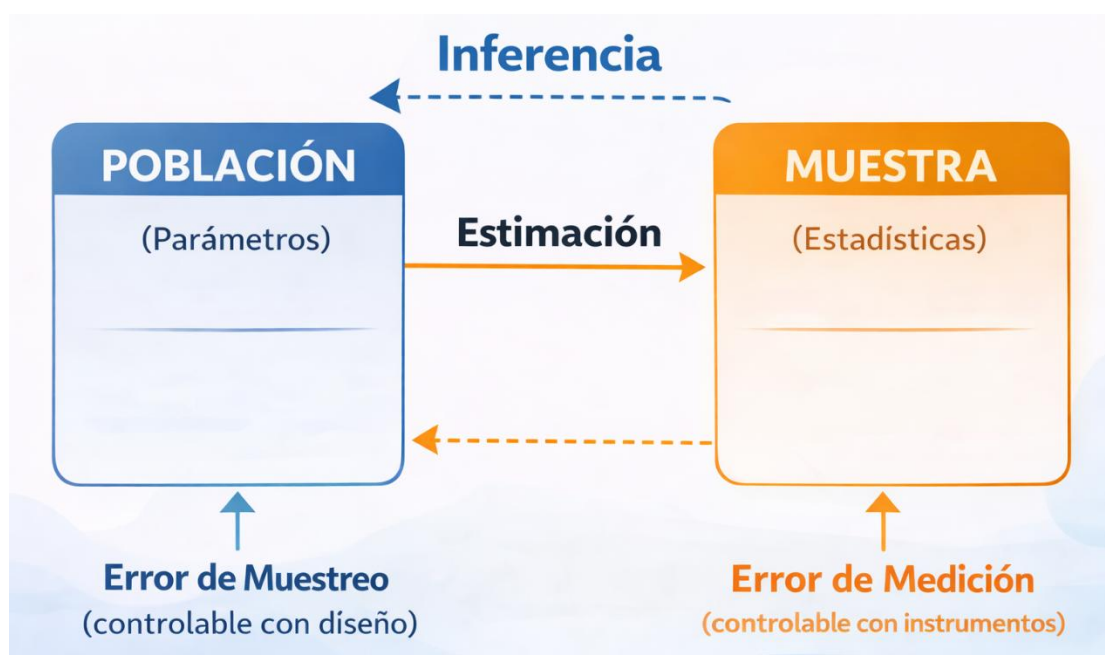 Inferencia
POBLACIÓN
(Parámetros)
Estimación
MUESTRA
(Estadísticas)
Error de Muestreo
(controlable con diseño)
Error de Medición
(controlable con instrumentos)